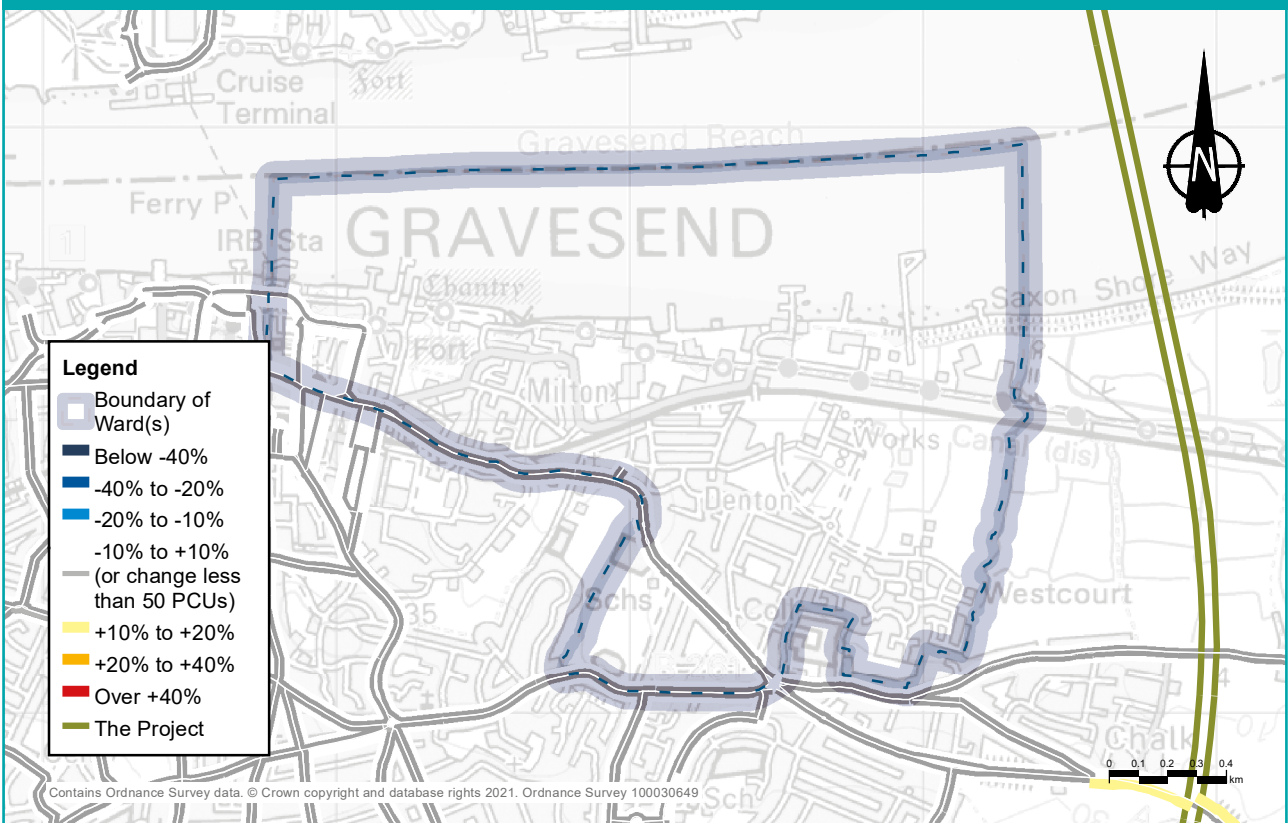 PH
Cruise
Terminal
Fort
Gravesend Reach
N
Ferry P
1
IRB Sta
GRAVESEND
Saxon Shore Way
Chantry
Fort
Milton
Works
Canal (dis)
Denton
Schs
Westcourt
35
4
Chalk
Sch
Legend
Boundary of
Ward(s)
Below -40%
-40% to -20%
-20% to -10%
-10% to +10%
(or change less
than 50 PCUs)
+10% to +20%
+20% to +40%
Over +40%
The Project
0 0.1 0.2 0.3 0.4
km
Contains Ordnance Survey data. © Crown copyright and database rights 2021. Ordnance Survey 100030649